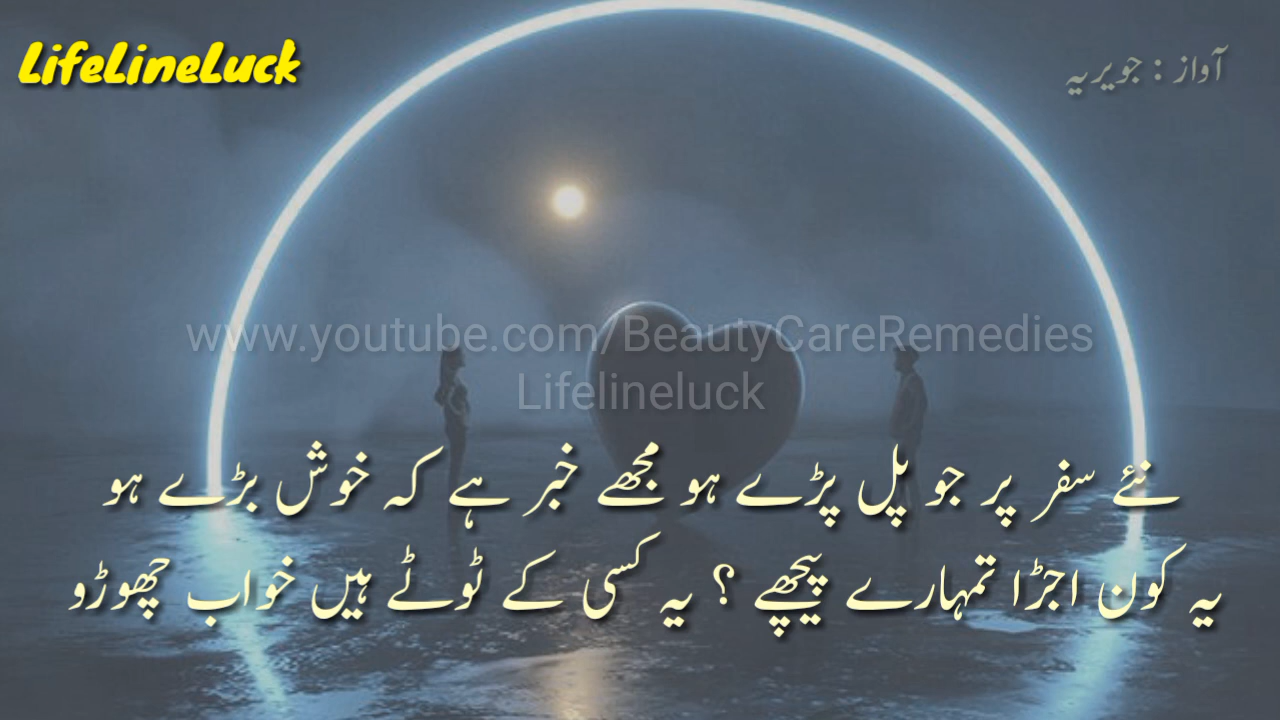 LifeLineLuck
آواز : جویریہ
www.youtube.com/BeautyCareRemedies
Lifelineluck
نئے سفر پر جو پل پڑے ہو مجھے خبر ہے کہ خوش بڑے ہو
یہ کون اجڑا تمہارے پیچھے ؟ یہ کسی کے ٹوٹے ہیں خواب چھوڑو